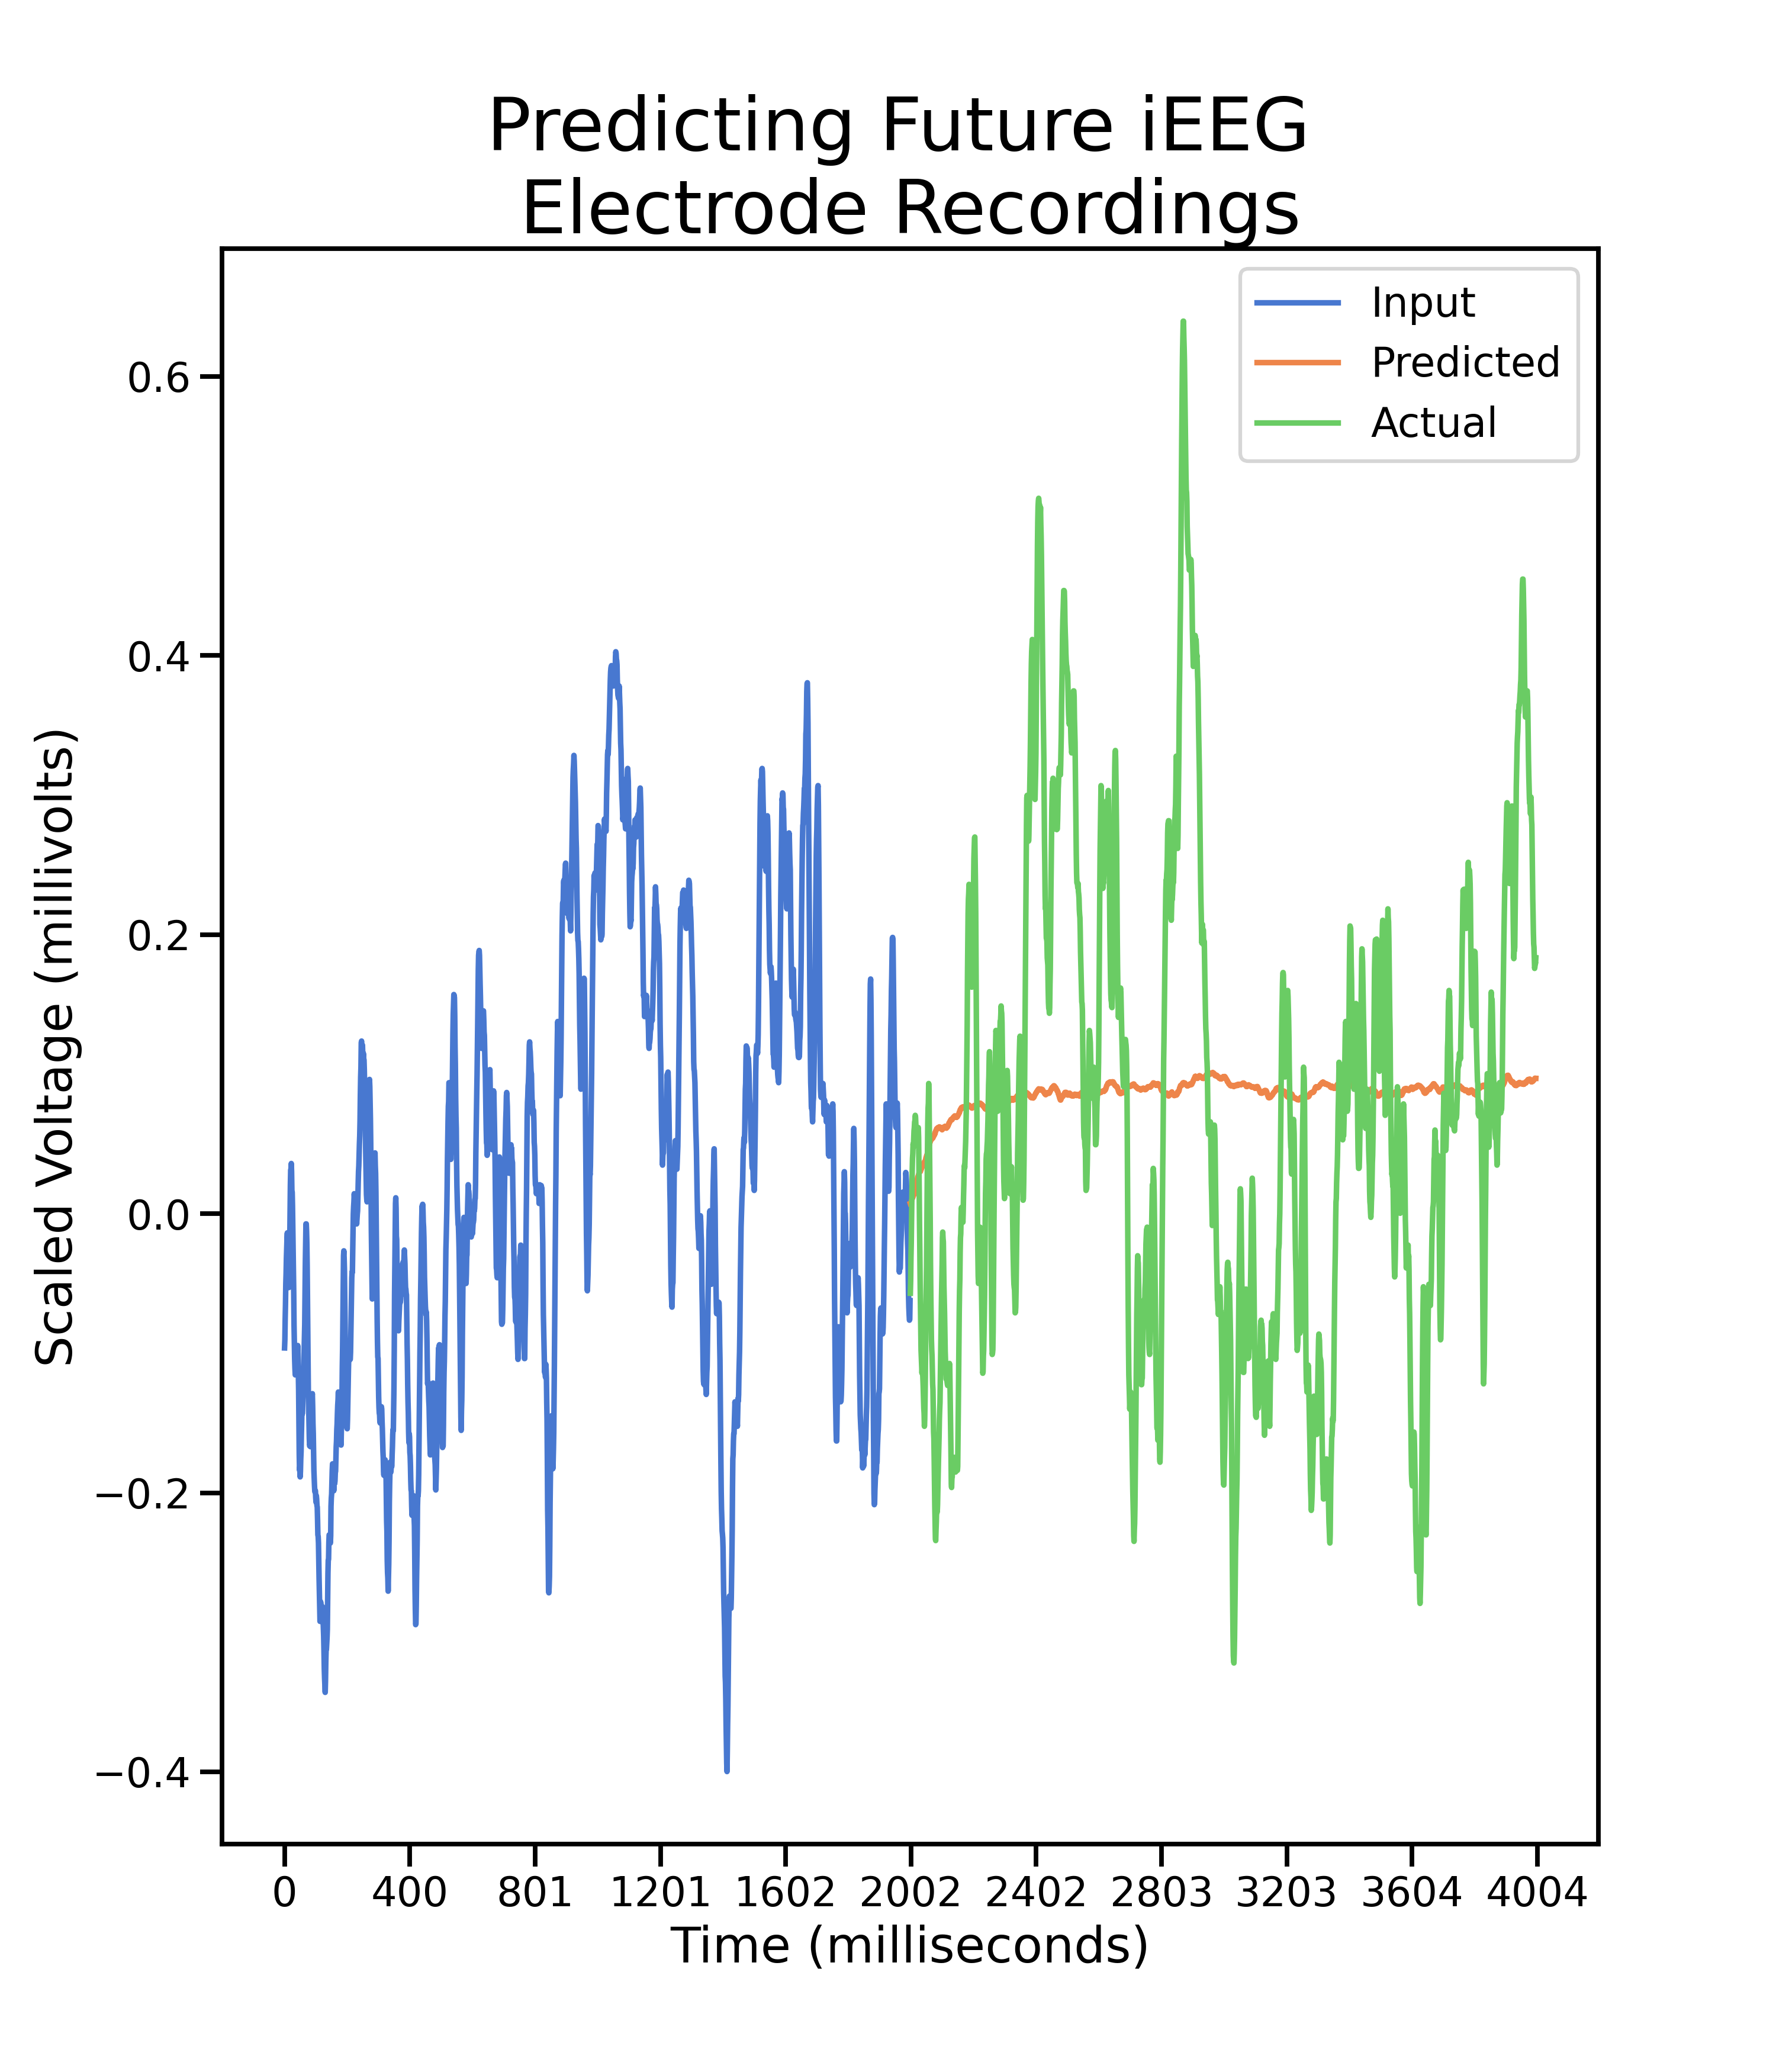 Predicting Future iEEG
Electrode Recordings
Input
Predicted
Actual
0.6
0.4
0.2
0.0
−0.2
−0.4
Scaled Voltage (millivolts)
0 400 801 1201 1602 2002 2402 2803 3203 3604 4004
Time (milliseconds)